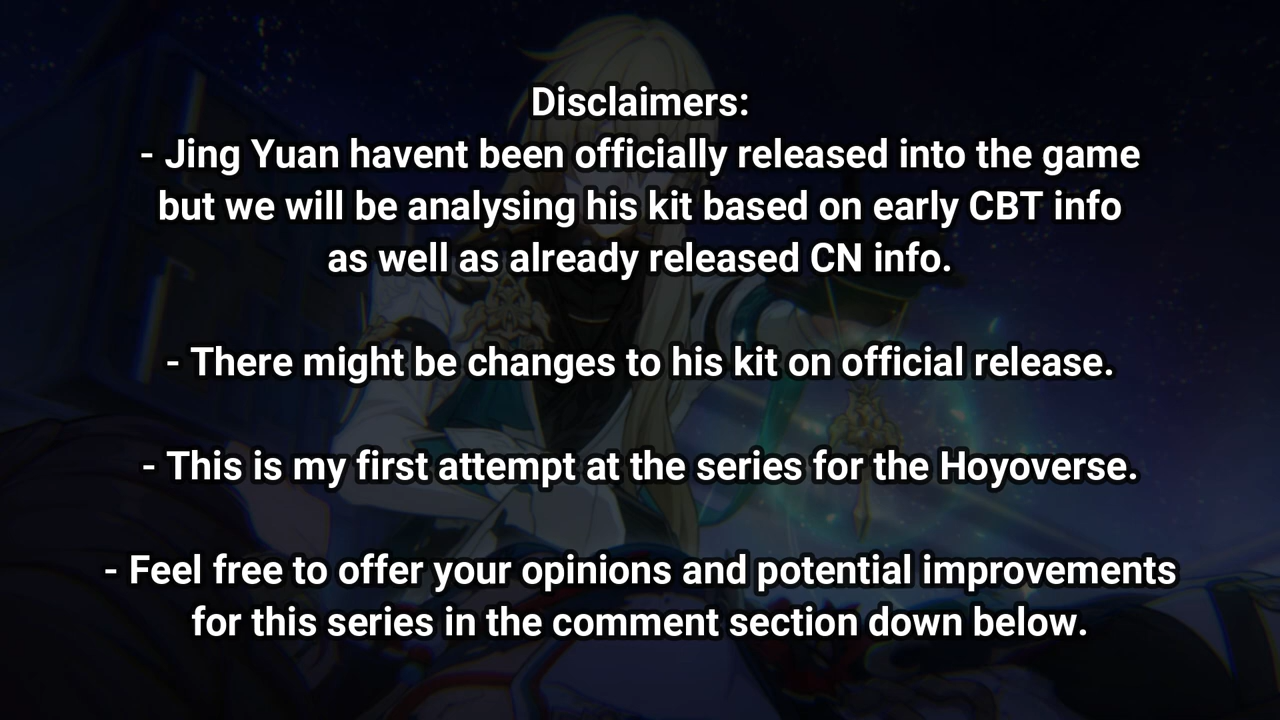 Disclaimers:
- Jing Yuan havent been officially released into the game
but we will be analysing his kit based on early CBT info
as well as already released CN info.
- There might be changes to his kit on official release.
- This is my first attempt at the series for the Hoyoverse.
- Feel free to offer your opinions and potential improvements
for this series in the comment section down below.